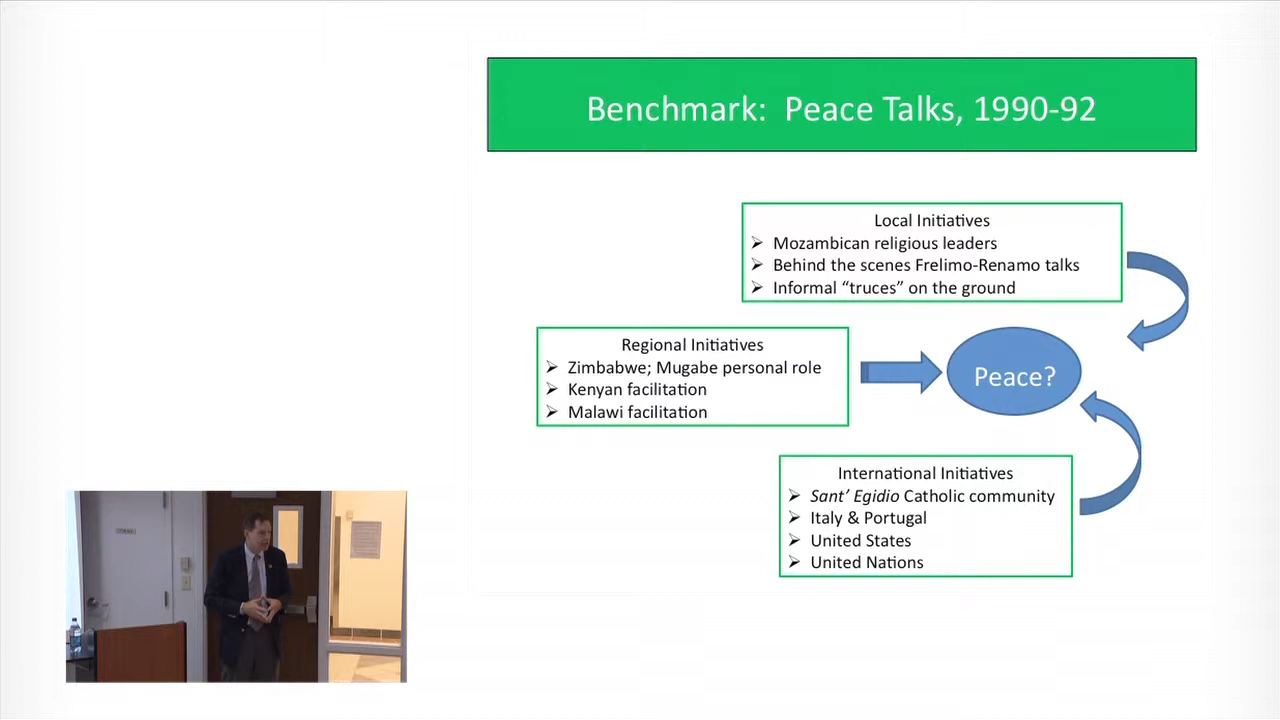 Benchmark: Peace Talks, 1990-92
Local Initiatives
➢ Mozambican religious leaders
➢ Behind the scenes Frelimo-Renamo talks
➢ Informal “truces” on the ground
Regional Initiatives
➢ Zimbabwe; Mugabe personal role
➢ Kenyan facilitation
➢ Malawi facilitation
Peace?
International Initiatives
➢ Sant’ Egidio Catholic community
➢ Italy & Portugal
➢ United States
➢ United Nations